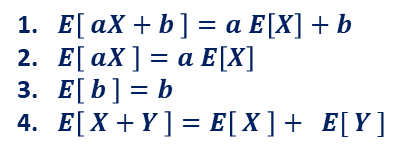 1. E[ aX + b ] = a E[X] + b
2. E[ aX ] = a E[X]
3. E[ b ] = b
4. E[ X + Y ] = E[ X ] + E[ Y ]